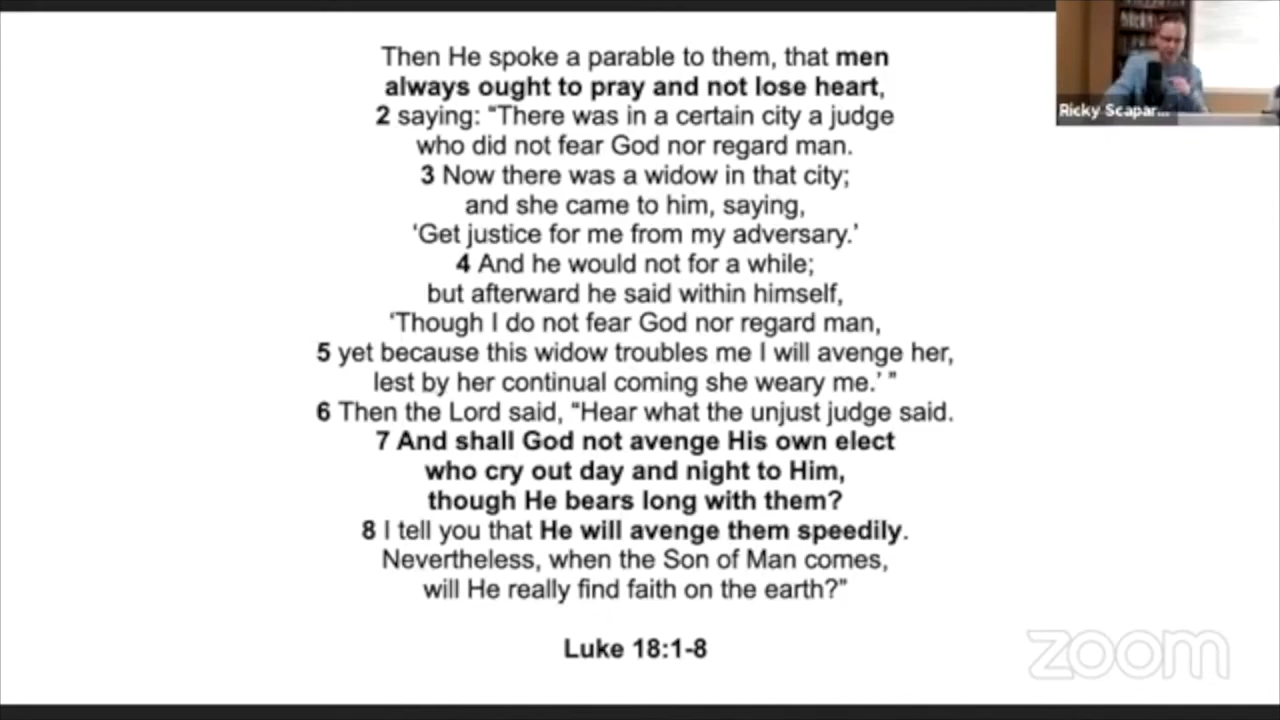 Then He spoke a parable to them, that men
always ought to pray and not lose heart,
2 saying: “There was in a certain city a judge
who did not fear God nor regard man.
3 Now there was a widow in that city;
and she came to him, saying,
‘Get justice for me from my adversary.’
4 And he would not for a while;
but afterward he said within himself,
‘Though I do not fear God nor regard man,
5 yet because this widow troubles me I will avenge her,
lest by her continual coming she weary me.’ ”
6 Then the Lord said, “Hear what the unjust judge said.
7 And shall God not avenge His own elect
who cry out day and night to Him,
though He bears long with them?
8 I tell you that He will avenge them speedily.
Nevertheless, when the Son of Man comes,
will He really find faith on the earth?”
Luke 18:1-8
Ricky Scapar...
zoom